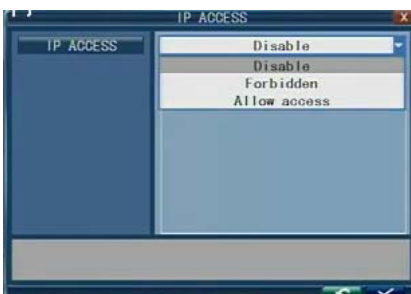 IP ACCESS
X
IP ACCESS
Disable
Disable
Forbidden
Allow access